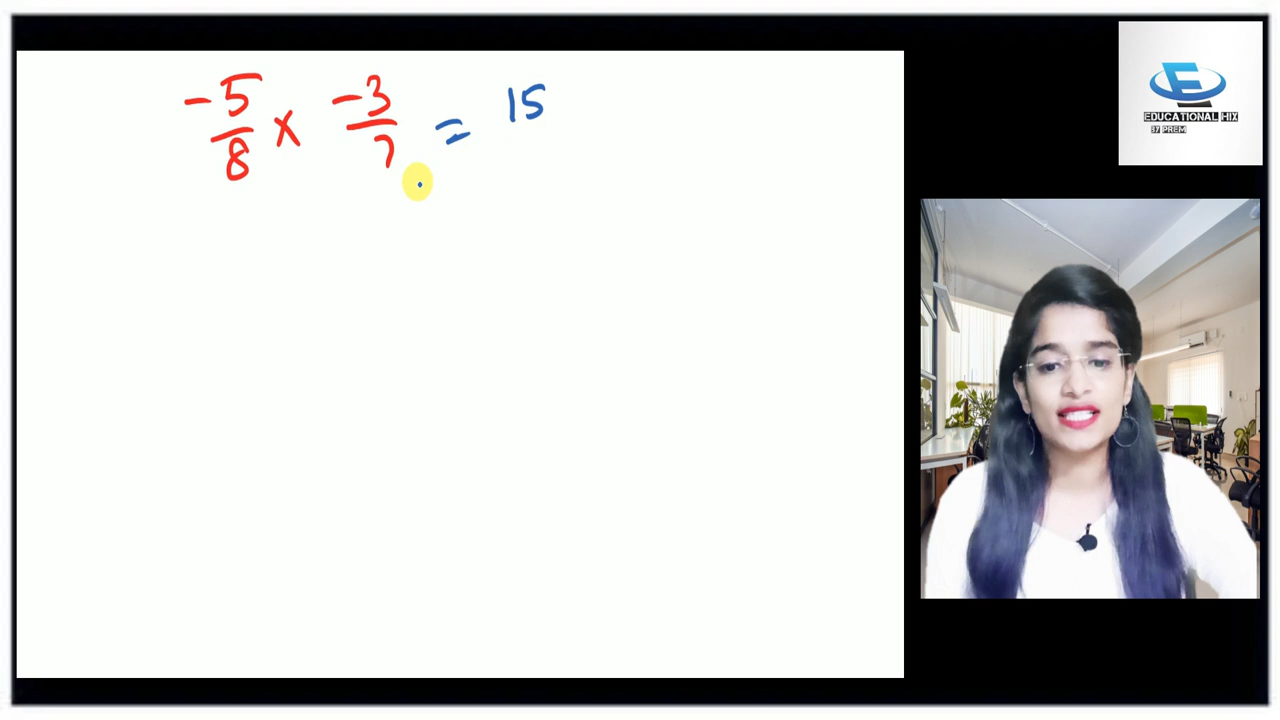 -5/8 x -3/7 = 15
EDUCATIONAL HIX
BY PREM